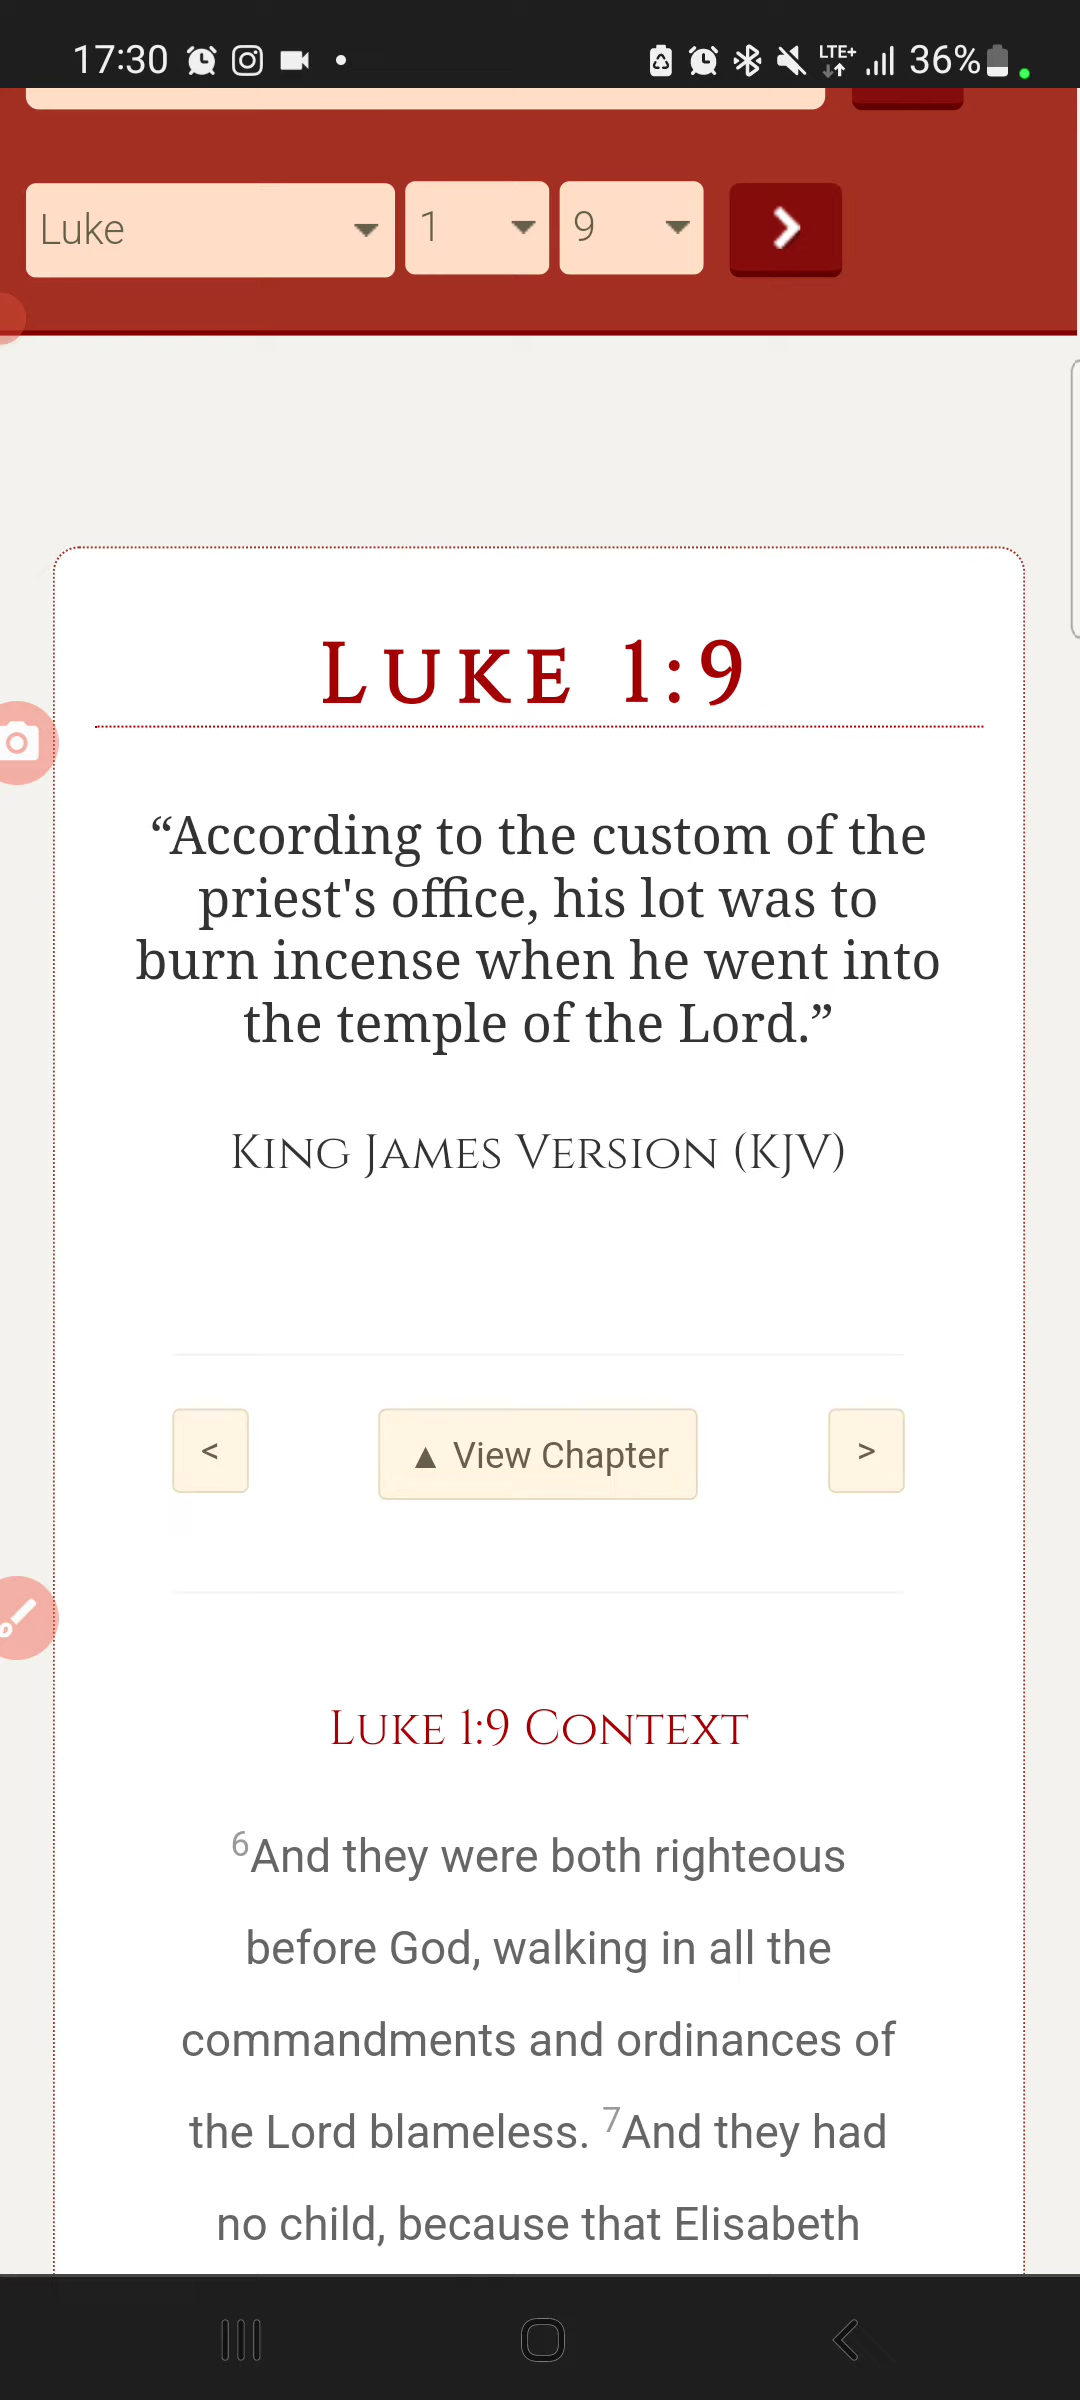 17:30
LTE+
36%
Luke
1
9
LUKE 1:9
“According to the custom of the
priest's office, his lot was to
burn incense when he went into
the temple of the Lord.”
KING JAMES VERSION (KJV)
<
▲ View Chapter
>
LUKE 1:9 CONTEXT
6And they were both righteous
before God, walking in all the
commandments and ordinances of
the Lord blameless. 7And they had
no child, because that Elisabeth